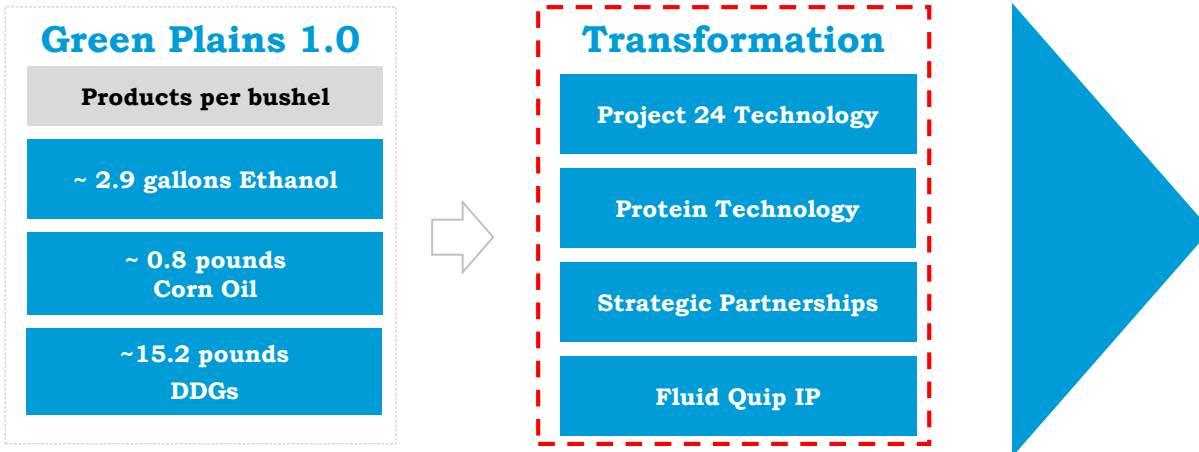 Green Plains 1.0
Products per bushel
~ 2.9 gallons Ethanol
~ 0.8 pounds
Corn Oil
~15.2 pounds
DDGs
Transformation
Project 24 Technology
Protein Technology
Strategic Partnerships
Fluid Quip IP